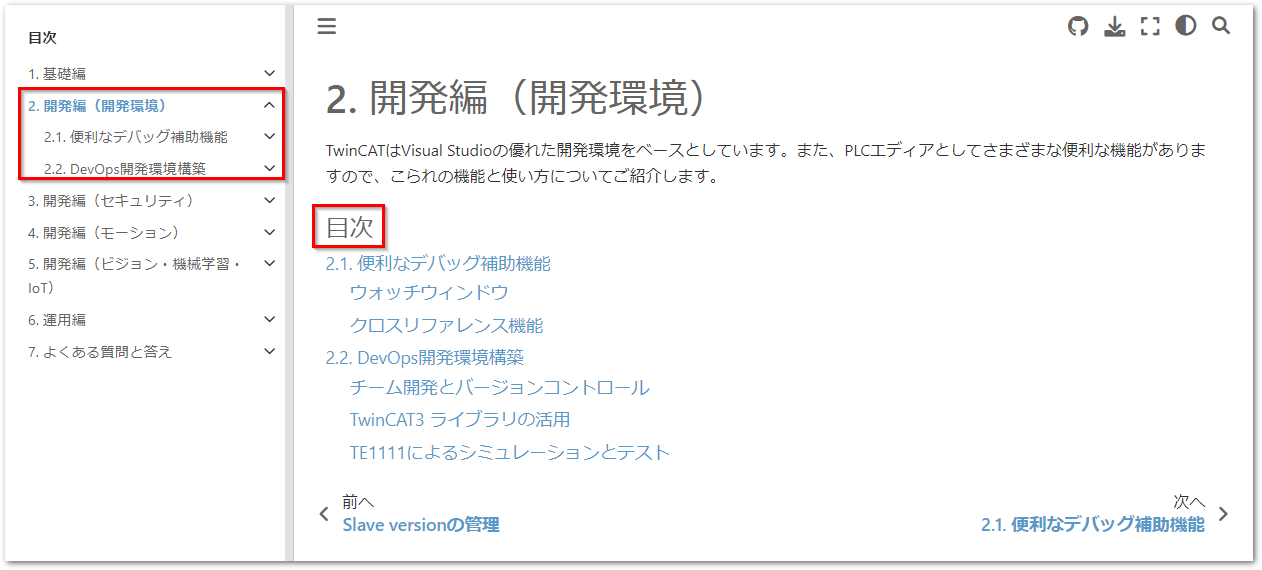 目次
1. 基礎編
2. 開発編（開発環境）
2.1. 便利なデバッグ補助機能
2.2. DevOps開発環境構築
3. 開発編（セキュリティ）
4. 開発編（モーション）
5. 開発編（ビジョン・機械学習・
IoT）
6. 運用編
7. よくある質問と答え
2. 開発編（開発環境）
TwinCATはVisual Studioの優れた開発環境をベースとしています。また、PLCエディアとしてさまざまな便利な機能がありま
すので、こられの機能と使い方についてご紹介します。
目次
2.1. 便利なデバッグ補助機能
ウォッチウィンドウ
クロスリファレンス機能
2.2. DevOps開発環境構築
チーム開発とバージョンコントロール
TwinCAT3 ライブラリの活用
TE1111によるシミュレーションとテスト
前へ
Slave versionの管理
次へ
2.1. 便利なデバッグ補助機能